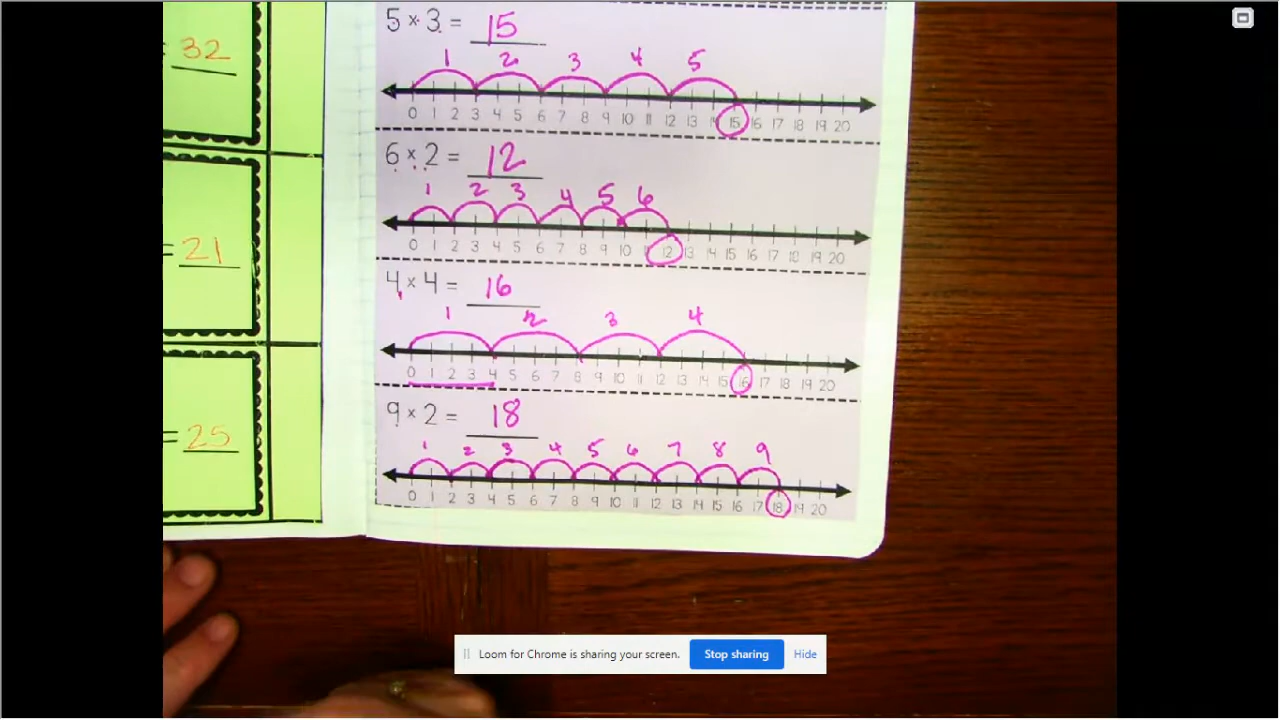 = 32
= 21
= 25
5 × 3 = 15
1 2 3 4 5
0 1 2 3 4 5 6 7 8 9 10 11 12 13 14 15 16 17 18 19 20
6 × 2 = 12
1 2 3 4 5 6
0 1 2 3 4 5 6 7 8 9 10 11 12 13 14 15 16 17 18 19 20
4 × 4 = 16
1 2 3 4
0 1 2 3 4 5 6 7 8 9 10 11 12 13 14 15 16 17 18 19 20
9 × 2 = 18
1 2 3 4 5 6 7 8 9
0 1 2 3 4 5 6 7 8 9 10 11 12 13 14 15 16 17 18 19 20
Loom for Chrome is sharing your screen. Stop sharing Hide